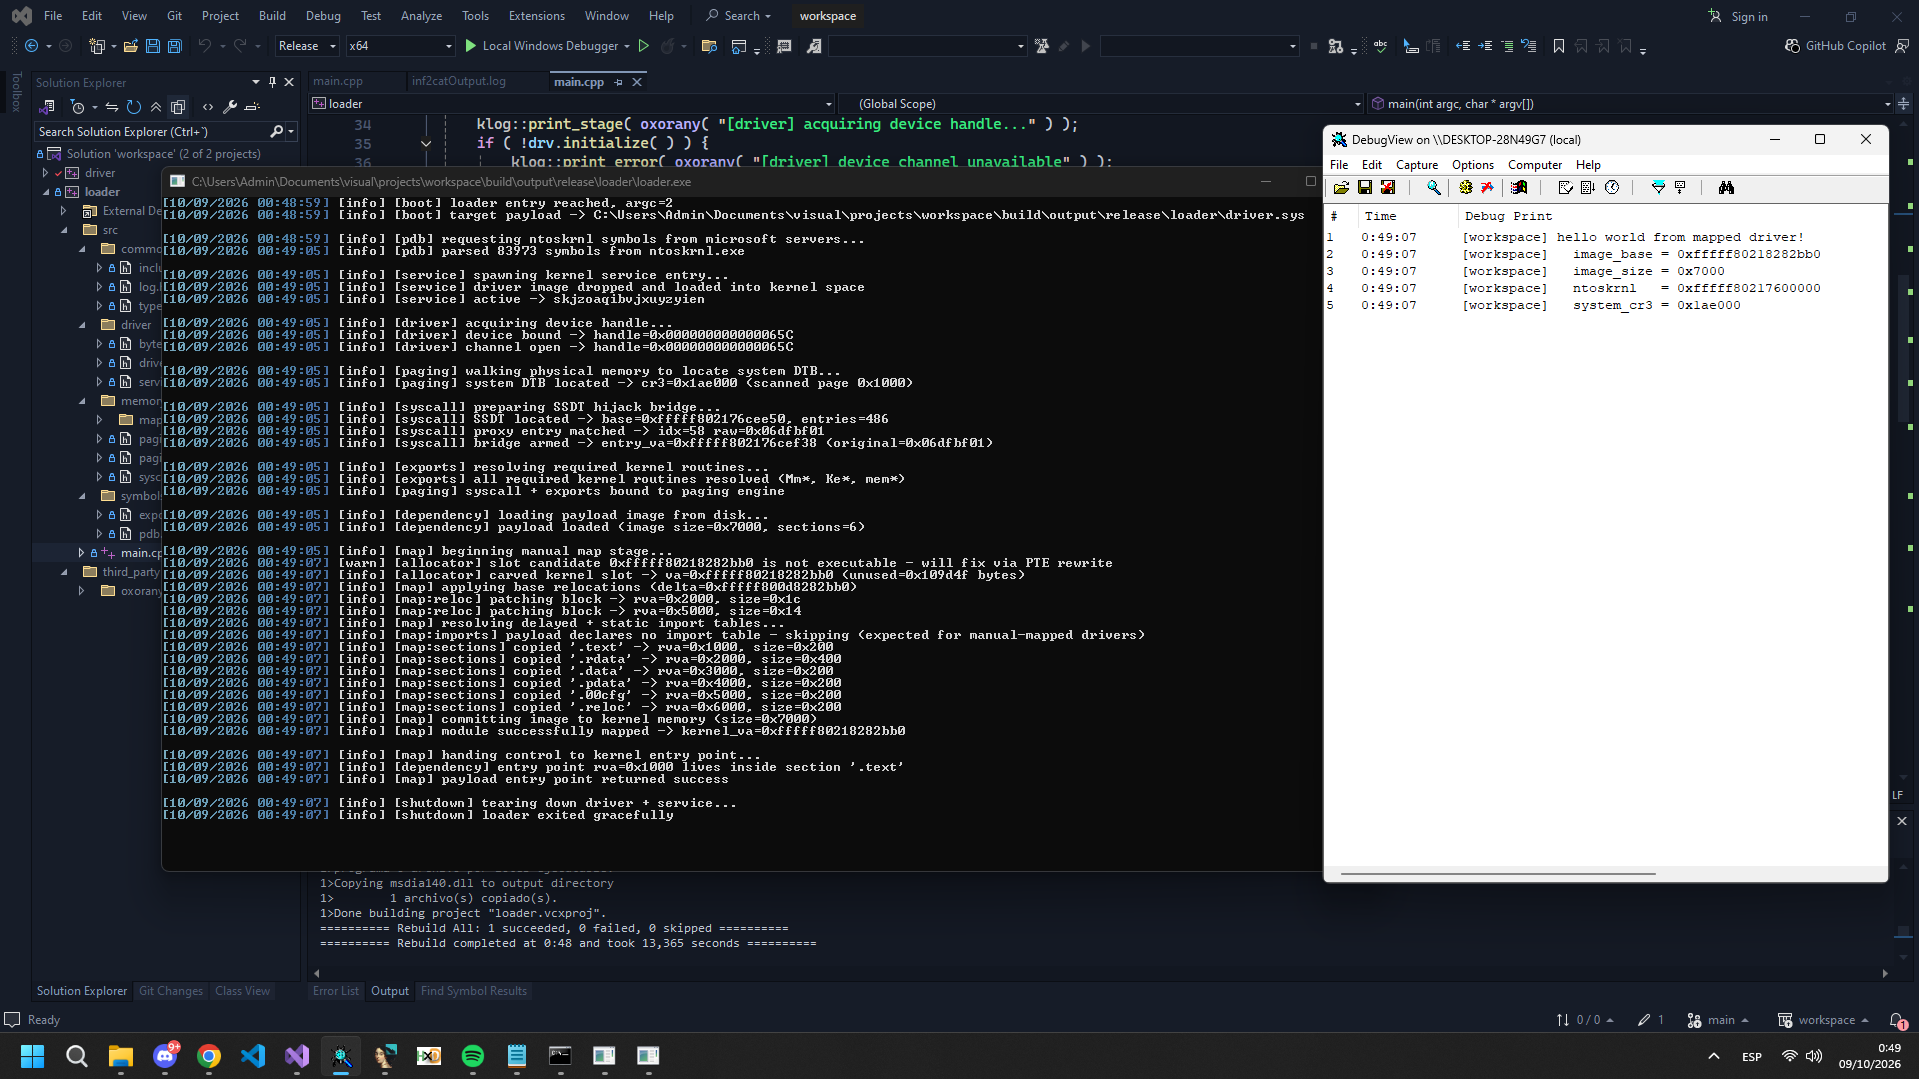 File Edit View Git Project Build Debug Test Analyze Tools Extensions Window Help Search workspace Sign in
Release x64 Local Windows Debugger GitHub Copilot
Toolbox
Solution Explorer
main.cpp inf2catOutput.log main.cpp
loader (Global Scope) main(int argc, char * argv[])
Search Solution Explorer (Ctrl+`)
Solution 'workspace' (2 of 2 projects)
driver
loader
External De
src
commo
inclu
log.l
type
driver
byte
drive
serv
memor
map
pagi
pagi
sysc
symbol
expo
pdb.
main.cp
third_party
oxorany
34 klog::print_stage( oxorany( "[driver] acquiring device handle..." ) );
35 if ( !drv.initialize( ) ) {
36 klog::print_error( oxorany( "[driver] device channel unavailable" ) );
C:\Users\Admin\Documents\visual\projects\workspace\build\output\release\loader\loader.exe
[10/09/2026 00:48:59] [info] [boot] loader entry reached, argc=2
[10/09/2026 00:48:59] [info] [boot] target payload -> C:\Users\Admin\Documents\visual\projects\workspace\build\output\release\loader\driver.sys
[10/09/2026 00:48:59] [info] [pdb] requesting ntoskrnl symbols from microsoft servers...
[10/09/2026 00:49:05] [info] [pdb] parsed 83973 symbols from ntoskrnl.exe
[10/09/2026 00:49:05] [info] [service] spawning kernel service entry...
[10/09/2026 00:49:05] [info] [service] driver image dropped and loaded into kernel space
[10/09/2026 00:49:05] [info] [service] active -> skjzoaqibvjxuyzyien
[10/09/2026 00:49:05] [info] [driver] acquiring device handle...
[10/09/2026 00:49:05] [info] [driver] device bound -> handle=0x000000000000065C
[10/09/2026 00:49:05] [info] [driver] channel open -> handle=0x000000000000065C
[10/09/2026 00:49:05] [info] [paging] walking physical memory to locate system DTB...
[10/09/2026 00:49:05] [info] [paging] system DTB located -> cr3=0x1ae000 (scanned page 0x1000)
[10/09/2026 00:49:05] [info] [syscall] preparing SSDT hijack bridge...
[10/09/2026 00:49:05] [info] [syscall] SSDT located -> base=0xfffff802176cee50, entries=486
[10/09/2026 00:49:05] [info] [syscall] proxy entry matched -> idx=58 raw=0x06dfbf01
[10/09/2026 00:49:05] [info] [syscall] bridge armed -> entry_va=0xfffff802176cef38 (original=0x06dfbf01)
[10/09/2026 00:49:05] [info] [exports] resolving required kernel routines...
[10/09/2026 00:49:05] [info] [exports] all required kernel routines resolved (Mm*, Ke*, mem*)
[10/09/2026 00:49:05] [info] [paging] syscall + exports bound to paging engine
[10/09/2026 00:49:05] [info] [dependency] loading payload image from disk...
[10/09/2026 00:49:05] [info] [dependency] payload loaded (image size=0x7000, sections=6)
[10/09/2026 00:49:05] [info] [map] beginning manual map stage...
[10/09/2026 00:49:07] [warn] [allocator] slot candidate 0xfffff80218282bb0 is not executable - will fix via PTE rewrite
[10/09/2026 00:49:07] [info] [allocator] carved kernel slot -> va=0xfffff80218282bb0 (unused=0x109d4f bytes)
[10/09/2026 00:49:07] [info] [map] applying base relocations (delta=0xfffff800d8282bb0)
[10/09/2026 00:49:07] [info] [map:reloc] patching block -> rva=0x2000, size=0x1c
[10/09/2026 00:49:07] [info] [map:reloc] patching block -> rva=0x5000, size=0x14
[10/09/2026 00:49:07] [info] [map] resolving delayed + static import tables...
[10/09/2026 00:49:07] [info] [map:imports] payload declares no import table - skipping (expected for manual-mapped drivers)
[10/09/2026 00:49:07] [info] [map:sections] copied '.text' -> rva=0x1000, size=0x200
[10/09/2026 00:49:07] [info] [map:sections] copied '.rdata' -> rva=0x2000, size=0x400
[10/09/2026 00:49:07] [info] [map:sections] copied '.data' -> rva=0x3000, size=0x200
[10/09/2026 00:49:07] [info] [map:sections] copied '.pdata' -> rva=0x4000, size=0x200
[10/09/2026 00:49:07] [info] [map:sections] copied '.00cfg' -> rva=0x5000, size=0x200
[10/09/2026 00:49:07] [info] [map:sections] copied '.reloc' -> rva=0x6000, size=0x200
[10/09/2026 00:49:07] [info] [map] committing image to kernel memory (size=0x7000)
[10/09/2026 00:49:07] [info] [map] module successfully mapped -> kernel_va=0xfffff80218282bb0
[10/09/2026 00:49:07] [info] [map] handing control to kernel entry point...
[10/09/2026 00:49:07] [info] [dependency] entry point rva=0x1000 lives inside section '.text'
[10/09/2026 00:49:07] [info] [map] payload entry point returned success
[10/09/2026 00:49:07] [info] [shutdown] tearing down driver + service...
[10/09/2026 00:49:07] [info] [shutdown] loader exited gracefully
DebugView on \\DESKTOP-28N49G7 (local)
File Edit Capture Options Computer Help
# Time Debug Print
1 0:49:07 [workspace] hello world from mapped driver!
2 0:49:07 [workspace] image_base = 0xfffff80218282bb0
3 0:49:07 [workspace] image_size = 0x7000
4 0:49:07 [workspace] ntoskrnl = 0xfffff80217600000
5 0:49:07 [workspace] system_cr3 = 0x1ae000
LF
1>Copying msdia140.dll to output directory
1> 1 archivo(s) copiado(s).
1>Done building project "loader.vcxproj".
========== Rebuild All: 1 succeeded, 0 failed, 0 skipped ==========
========== Rebuild completed at 0:48 and took 13,365 seconds ==========
Solution Explorer Git Changes Class View Error List Output Find Symbol Results
Ready 0 / 0 1 main workspace 1
9+ ESP 0:49
09/10/2026